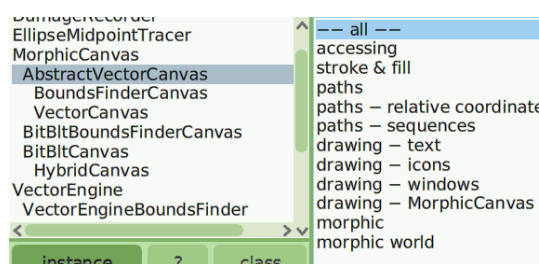 DamageRecorder
EllipseMidpointTracer
MorphicCanvas
AbstractVectorCanvas
BoundsFinderCanvas
VectorCanvas
BitBltBoundsFinderCanvas
BitBltCanvas
HybridCanvas
VectorEngine
VectorEngineBoundsFinder
instance ? class
−− all −−
accessing
stroke & fill
paths
paths − relative coordinate
paths − sequences
drawing − text
drawing − icons
drawing − windows
drawing − MorphicCanvas
morphic
morphic world